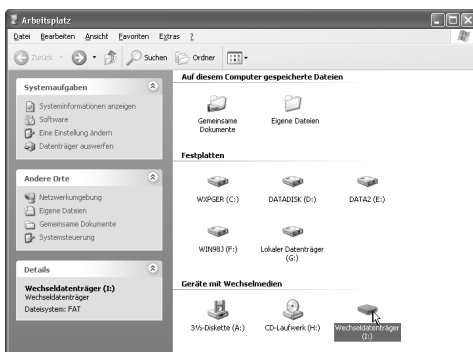 Arbeitsplatz
Datei Bearbeiten Ansicht Favoriten Extras ?
Zurück Suchen Ordner
Systemaufgaben
Systeminformationen anzeigen
Software
Eine Einstellung ändern
Datenträger auswerfen
Andere Orte
Netzwerkumgebung
Eigene Dateien
Gemeinsame Dokumente
Systemsteuerung
Details
Wechseldatenträger (I:)
Wechseldatenträger
Dateisystem: FAT
Auf diesem Computer gespeicherte Dateien
Gemeinsame
Dokumente
Eigene Dateien
Festplatten
WXPGER (C:) DATADISK (D:) DATA2 (E:)
WIN98J (F:) Lokaler Datenträger
(G:)
Geräte mit Wechselmedien
3½-Diskette (A:) CD-Laufwerk (H:) Wechseldatenträger
(I:)